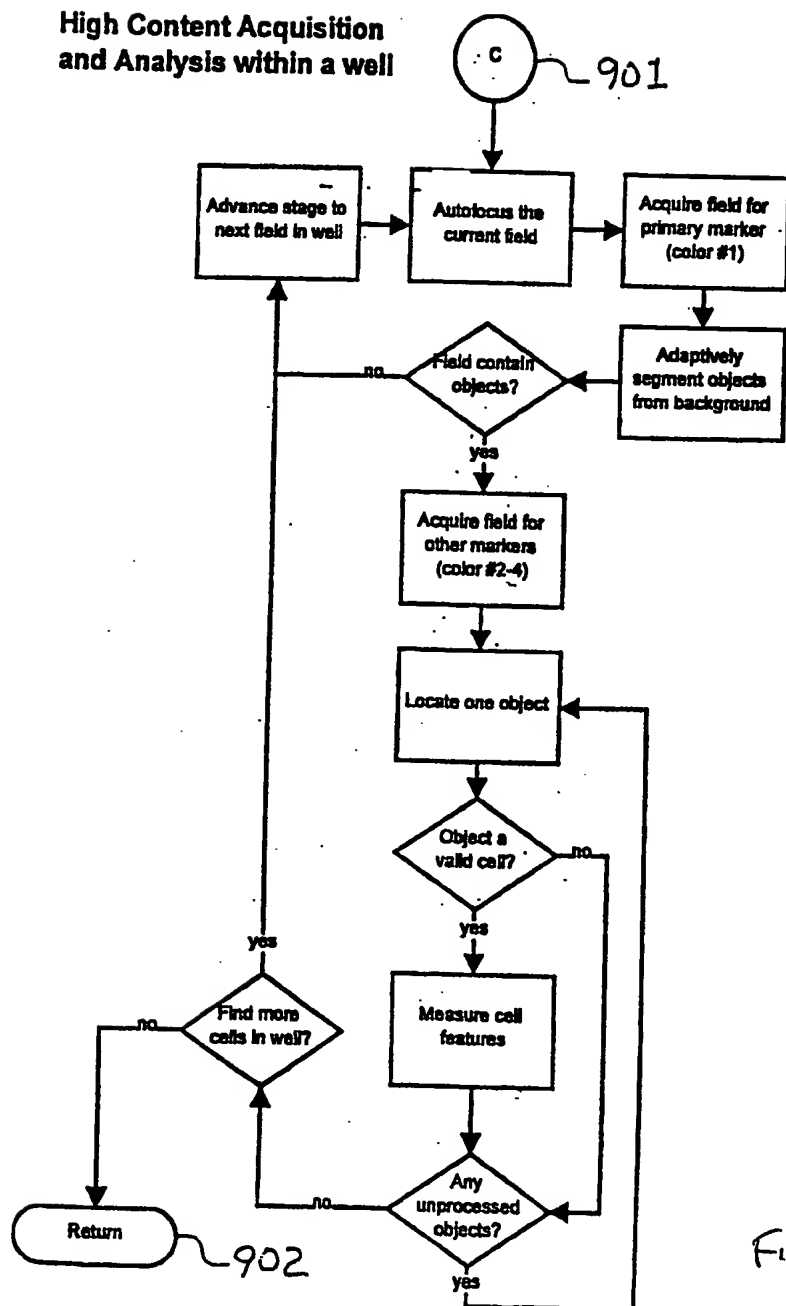 High Content Acquisition
and Analysis within a well
C
901
Advance stage to
next field in well
Autofocus the
current field
Acquire field for
primary marker
(color #1)
Field contain
objects?
no
Adaptively
segment objects
from background
yes
Acquire field for
other markers
(color #2-4)
Locate one object
Object a
valid cell?
no
yes
yes
Measure cell
features
Find more
cells in well?
no
Any
unprocessed
objects?
no
yes
Return
902